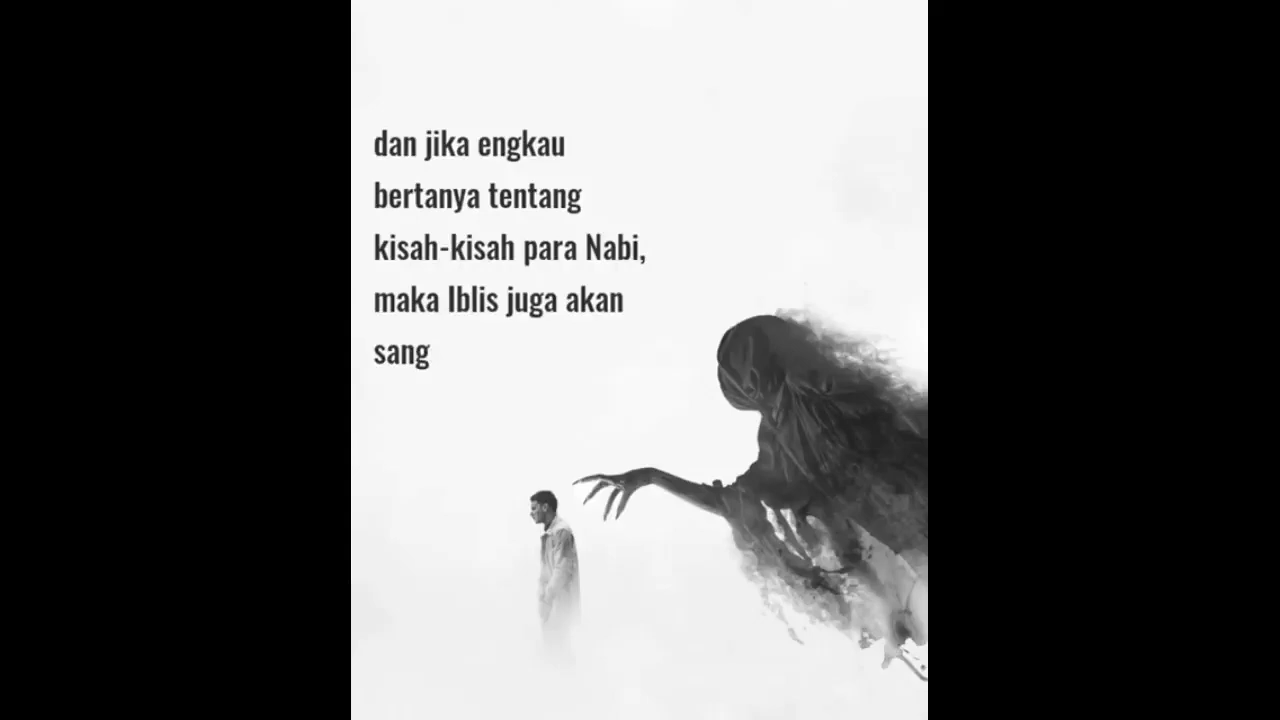 dan jika engkau
bertanya tentang
kisah-kisah para Nabi,
maka Iblis juga akan
sang